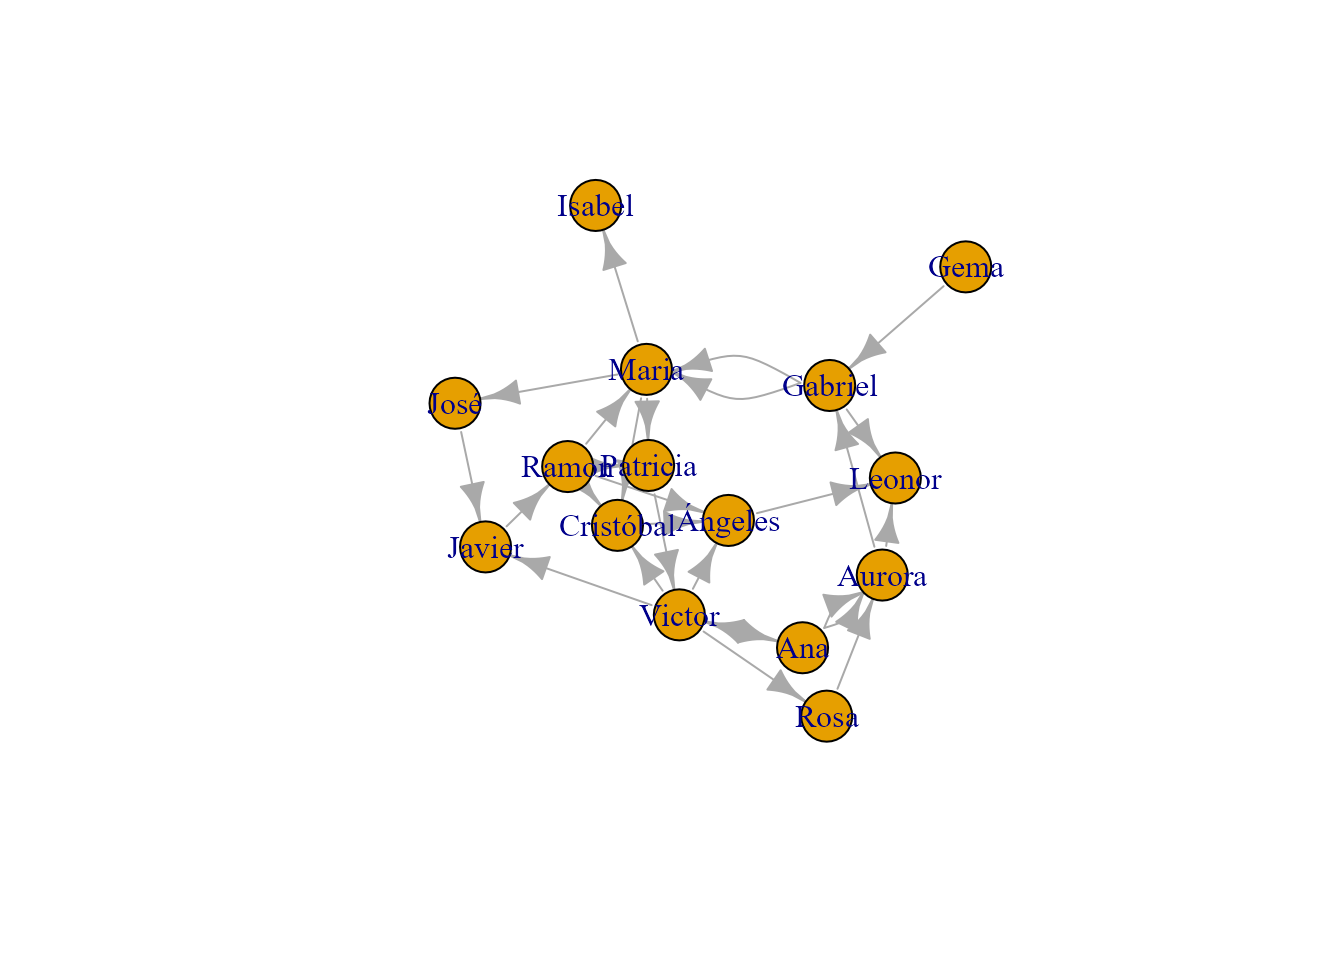 Isabel
Gema
Maria
Gabriel
José
Ramon
Patricia
Leonor
Cristóbal
Ángeles
Javier
Aurora
Victor
Ana
Rosa